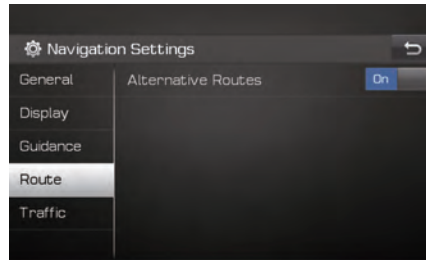 Navigation Settings
General
Alternative Routes
On
Display
Guidance
Route
Traffic